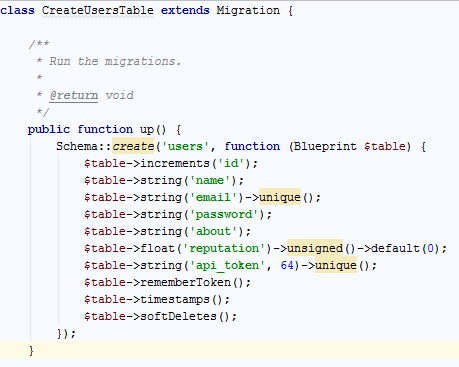 class CreateUsersTable extends Migration {
/**
* Run the migrations.
*
* @return void
*/
public function up() {
Schema::create('users', function (Blueprint $table) {
$table->increments('id');
$table->string('name');
$table->string('email')->unique();
$table->string('password');
$table->string('about');
$table->float('reputation')->unsigned()->default(0);
$table->string('api_token', 64)->unique();
$table->rememberToken();
$table->timestamps();
$table->softDeletes();
});
}